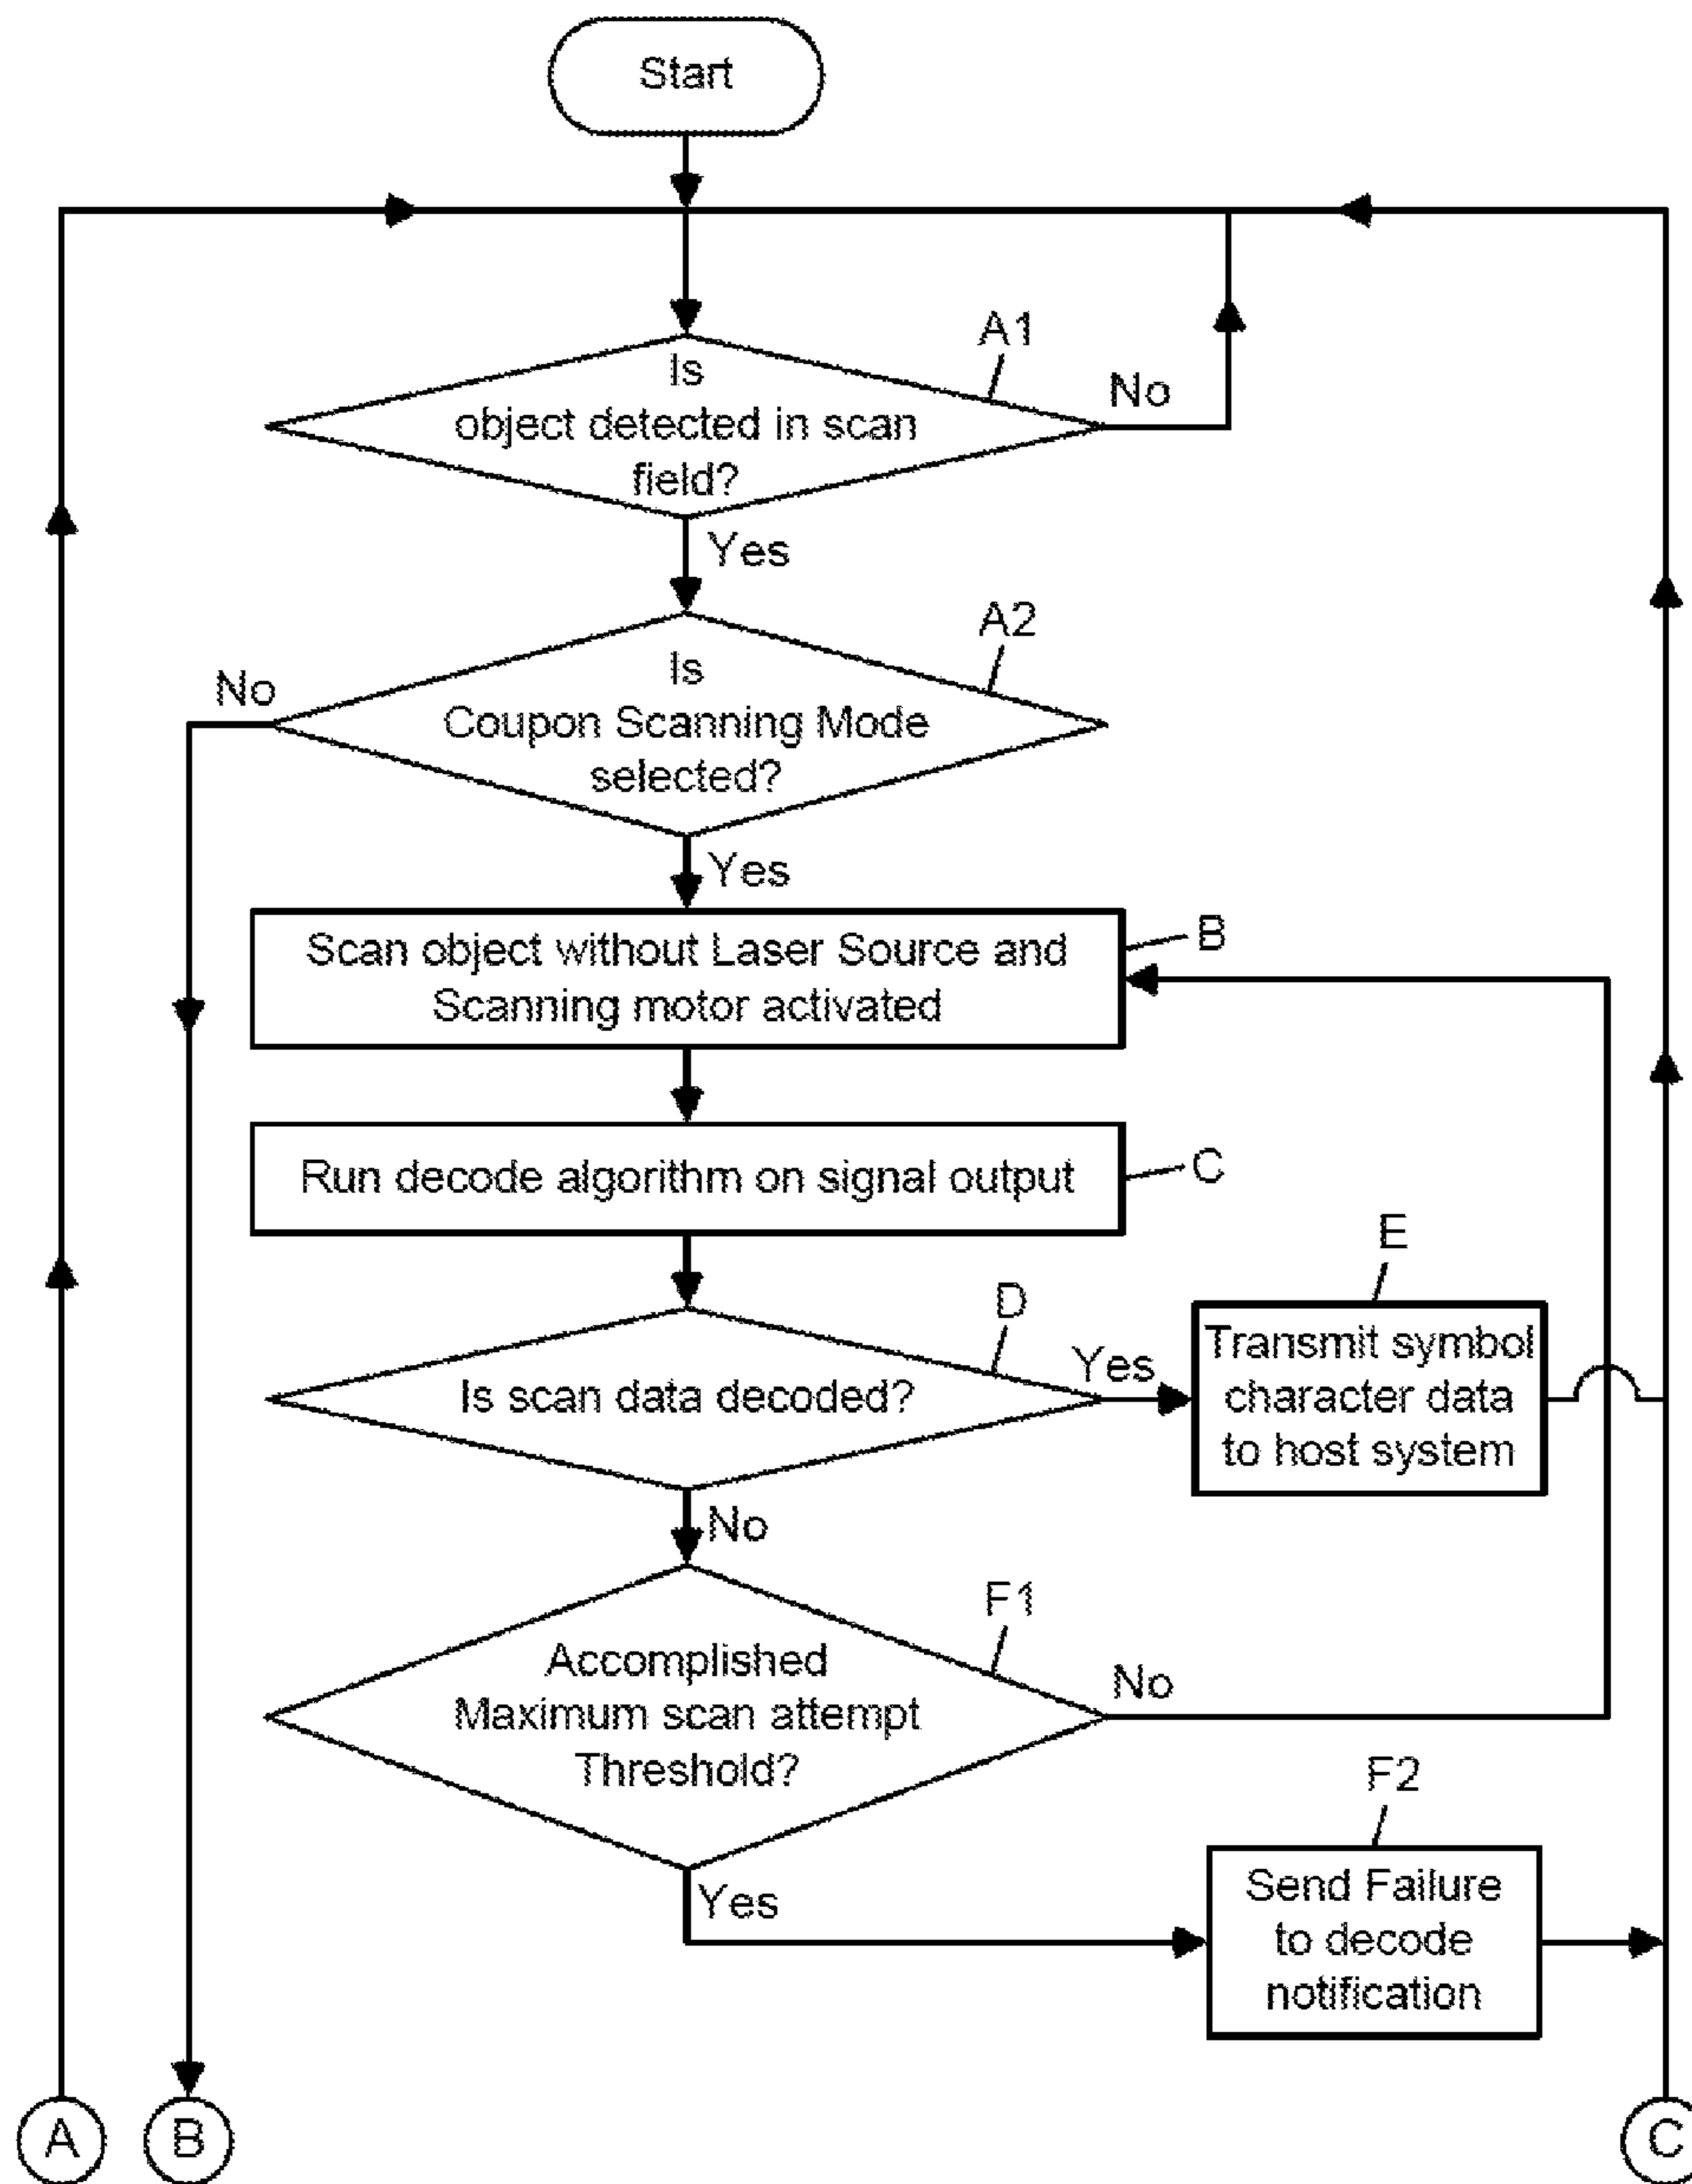 Start
A1
Is
object detected in scan
field?
No
Yes
A2
Is
Coupon Scanning Mode
selected?
No
Yes
Scan object without Laser Source and
Scanning motor activated
B
Run decode algorithm on signal output
C
D
Is scan data decoded?
Yes
E
Transmit symbol
character data
to host system
No
F1
Accomplished
Maximum scan attempt
Threshold?
No
Yes
F2
Send Failure
to decode
notification
A
B
C